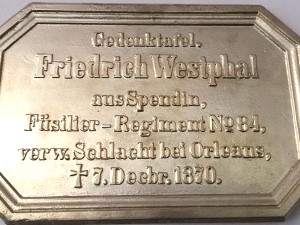 Gedenktafel.
Friedrich Westphal
aus Spendin,
Füsilier-Regiment No 84,
verw. Schlacht bei Orleans,
† 7. Decbr. 1870.